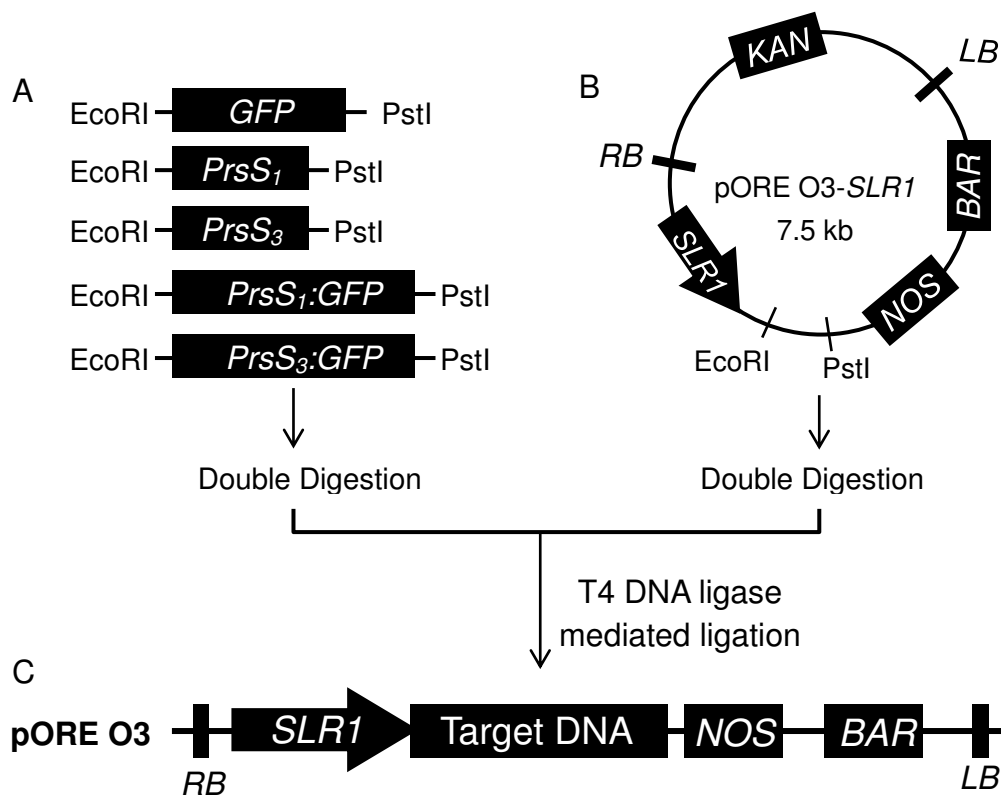 A
EcoRI GFP PstI
EcoRI PrsS₁ PstI
EcoRI PrsS₃ PstI
EcoRI PrsS₁:GFP PstI
EcoRI PrsS₃:GFP PstI
Double Digestion
B
KAN
LB
RB
pORE O3-SLR1
7.5 kb
BAR
SLR1
NOS
EcoRI
PstI
Double Digestion
T4 DNA ligase
mediated ligation
C
pORE O3 SLR1 Target DNA NOS BAR
RB LB